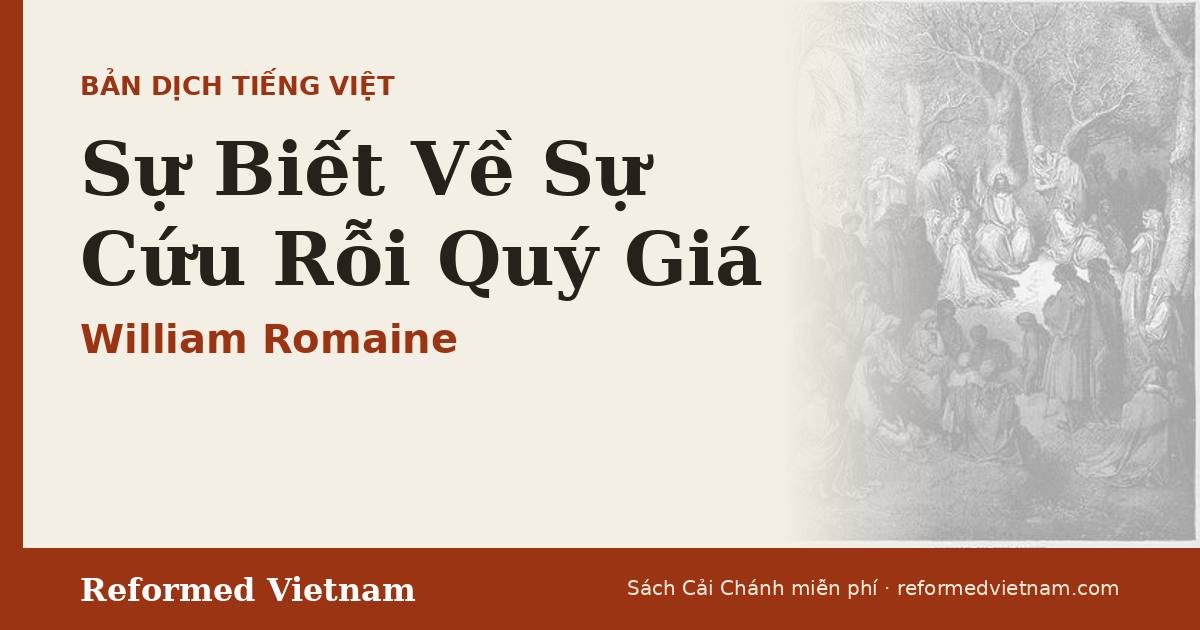 BẢN DỊCH TIẾNG VIỆT
Sự Biết Về Sự
Cứu Rỗi Quý Giá
William Romaine
Reformed Vietnam
Sách Cải Chánh miễn phí · reformedvietnam.com